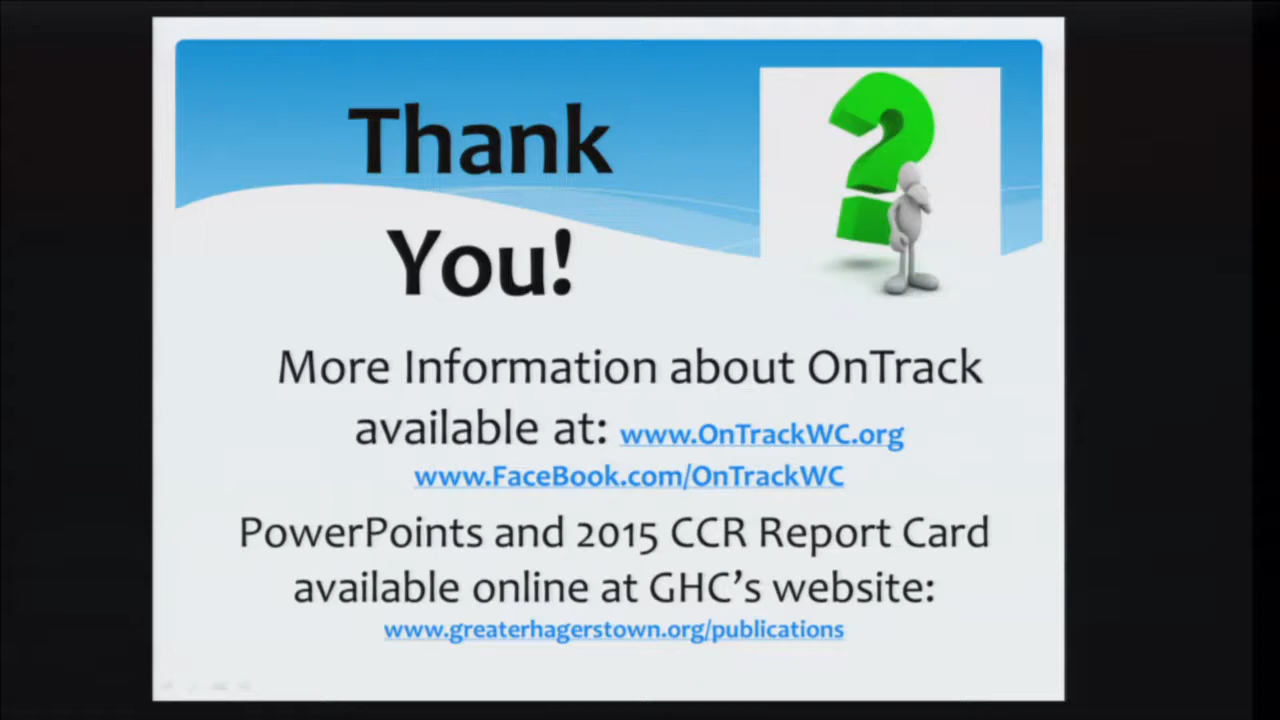 Thank
You!
More Information about OnTrack
available at: www.OnTrackWC.org
www.FaceBook.com/OnTrackWC
PowerPoints and 2015 CCR Report Card
available online at GHC's website:
www.greaterhagerstown.org/publications